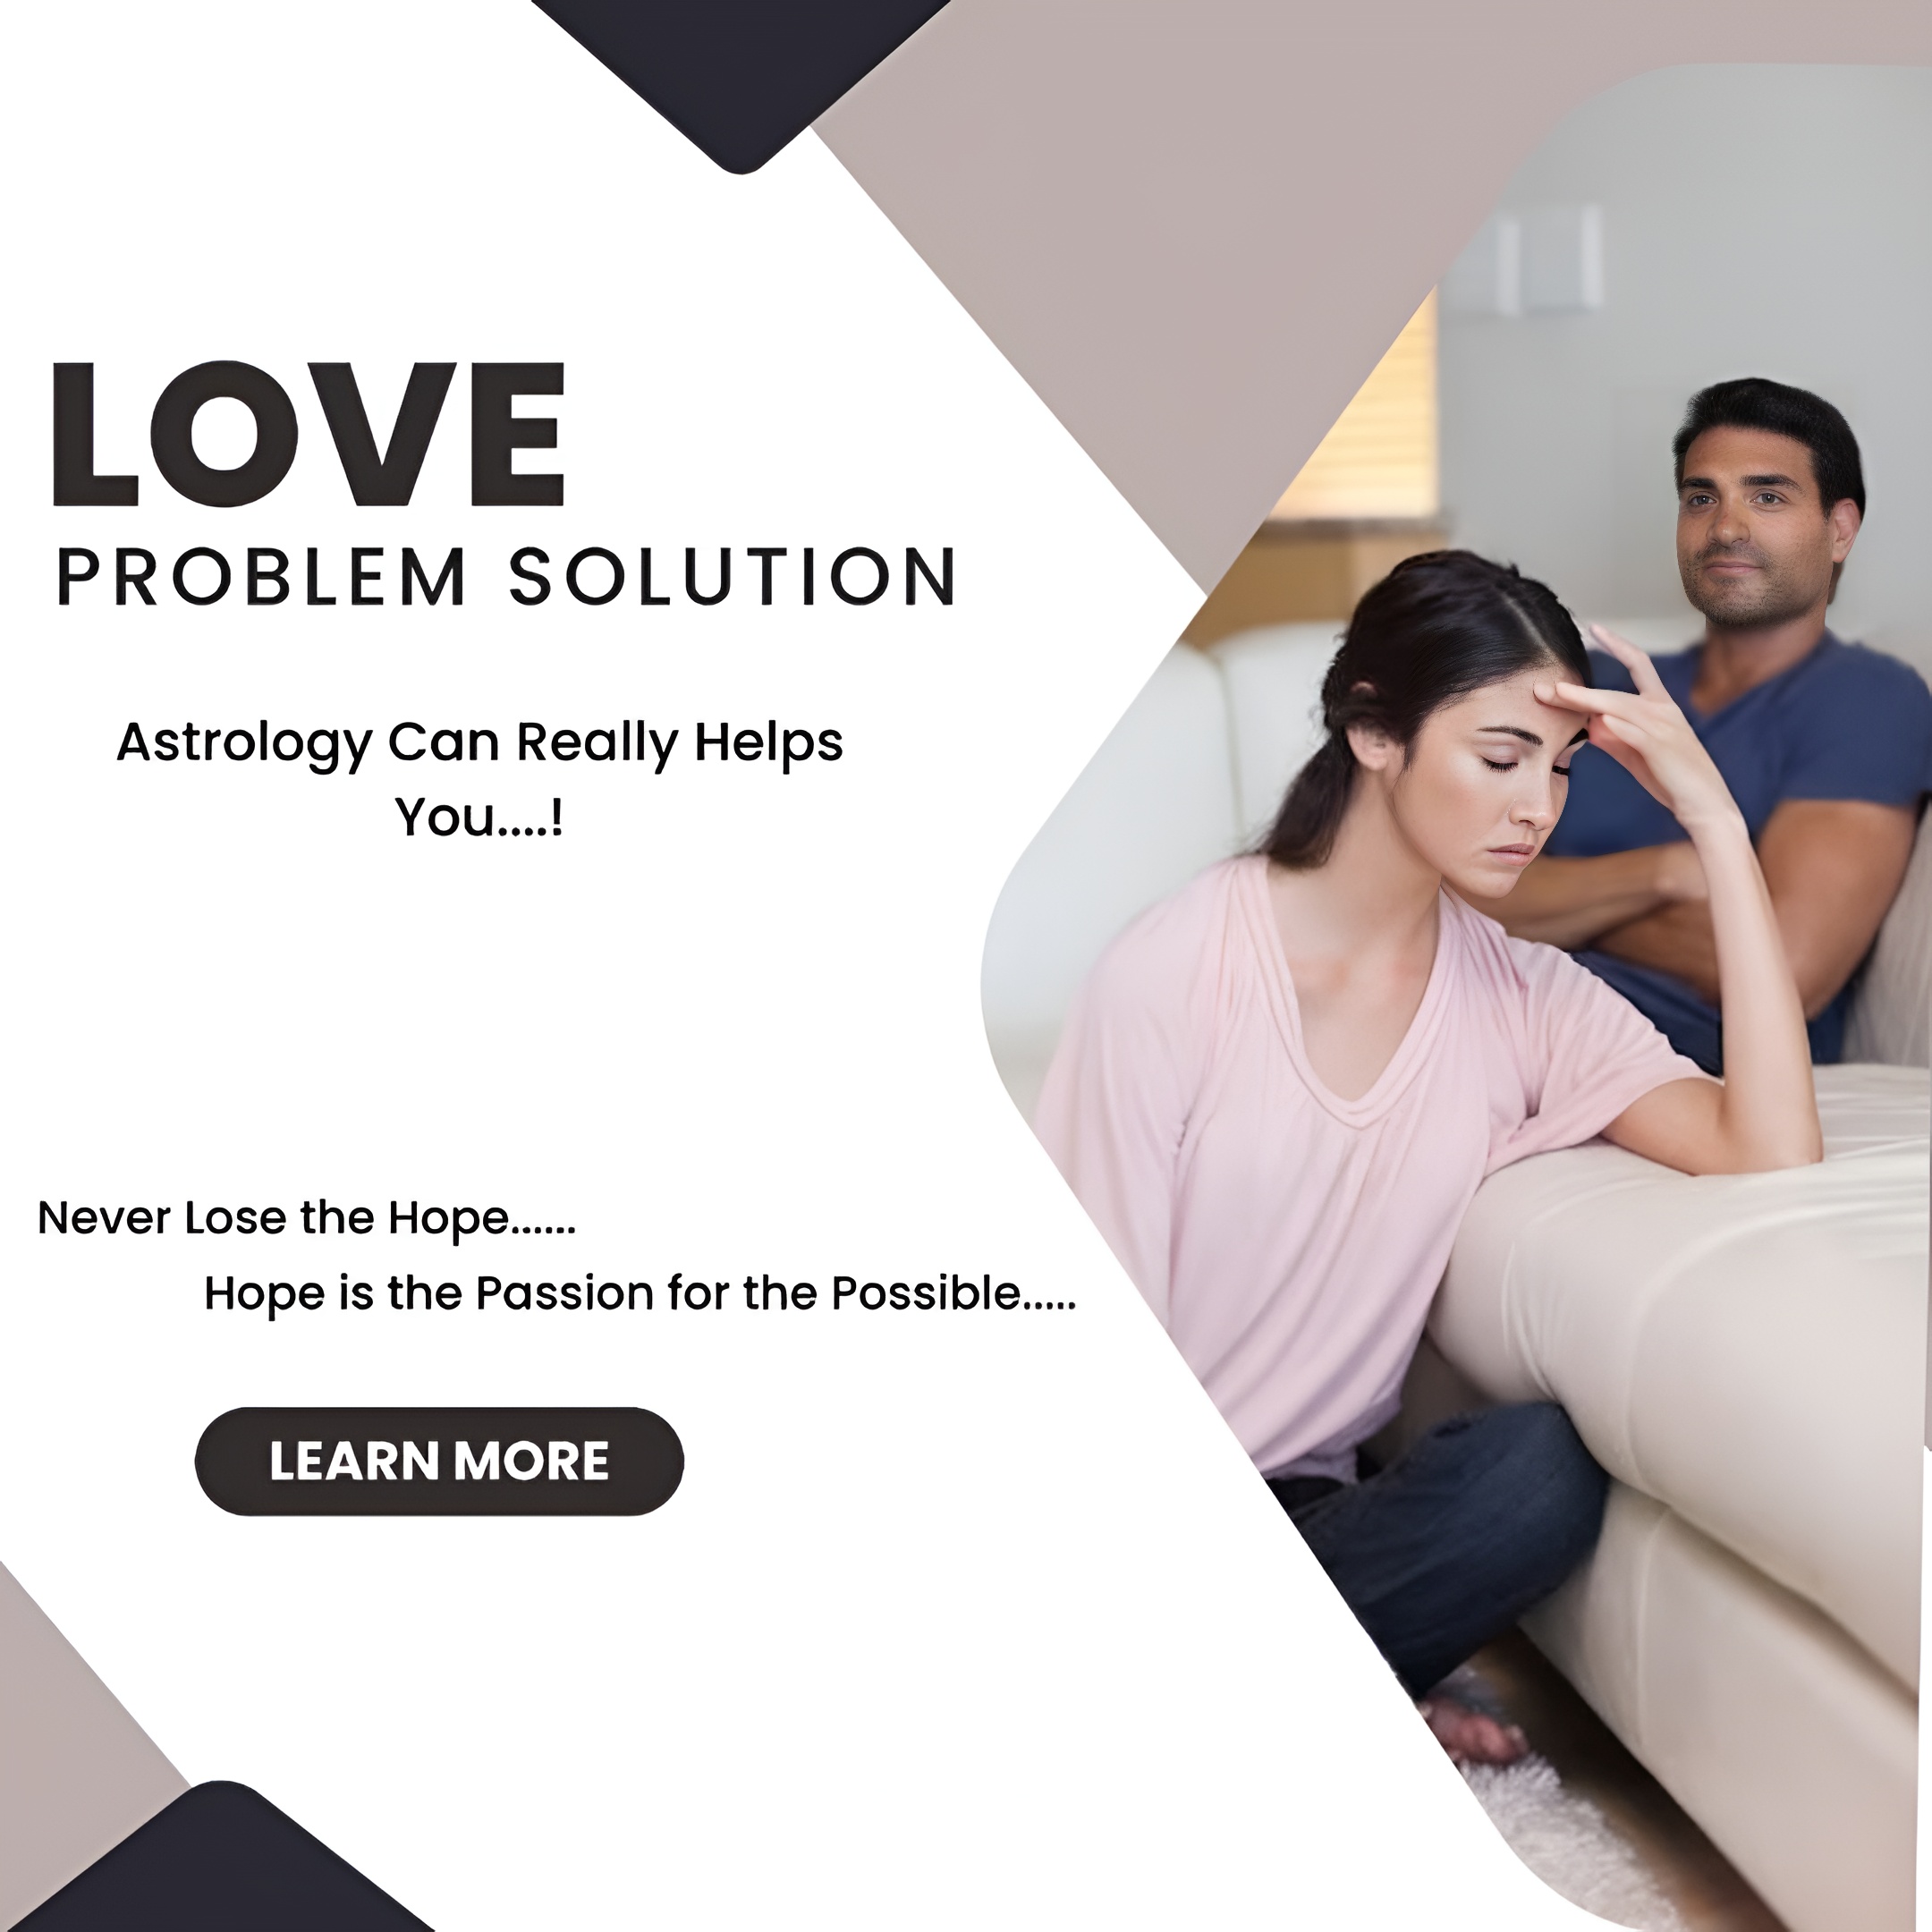 LOVE
PROBLEM SOLUTION
Astrology Can Really Helps
You....!
Never Lose the Hope......
Hope is the Passion for the Possible.....
LEARN MORE